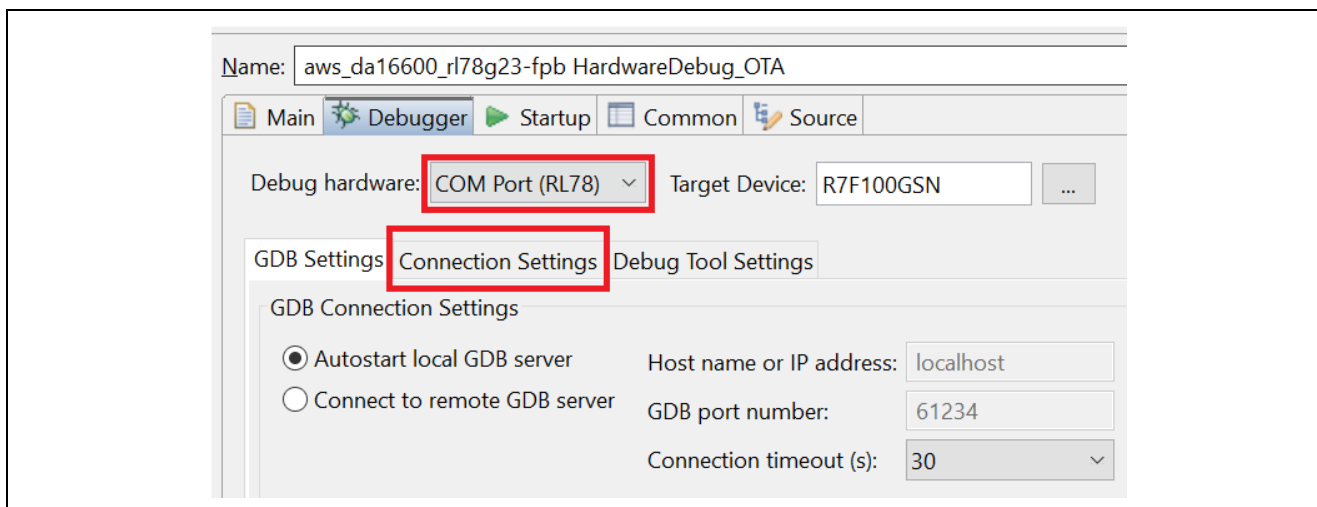 Name: aws_da16600_rl78g23-fpb HardwareDebug_OTA
Main Debugger Startup Common Source
Debug hardware: COM Port (RL78) Target Device: R7F100GSN ...
GDB Settings Connection Settings Debug Tool Settings
GDB Connection Settings
Autostart local GDB server Host name or IP address: localhost
Connect to remote GDB server GDB port number: 61234
Connection timeout (s): 30